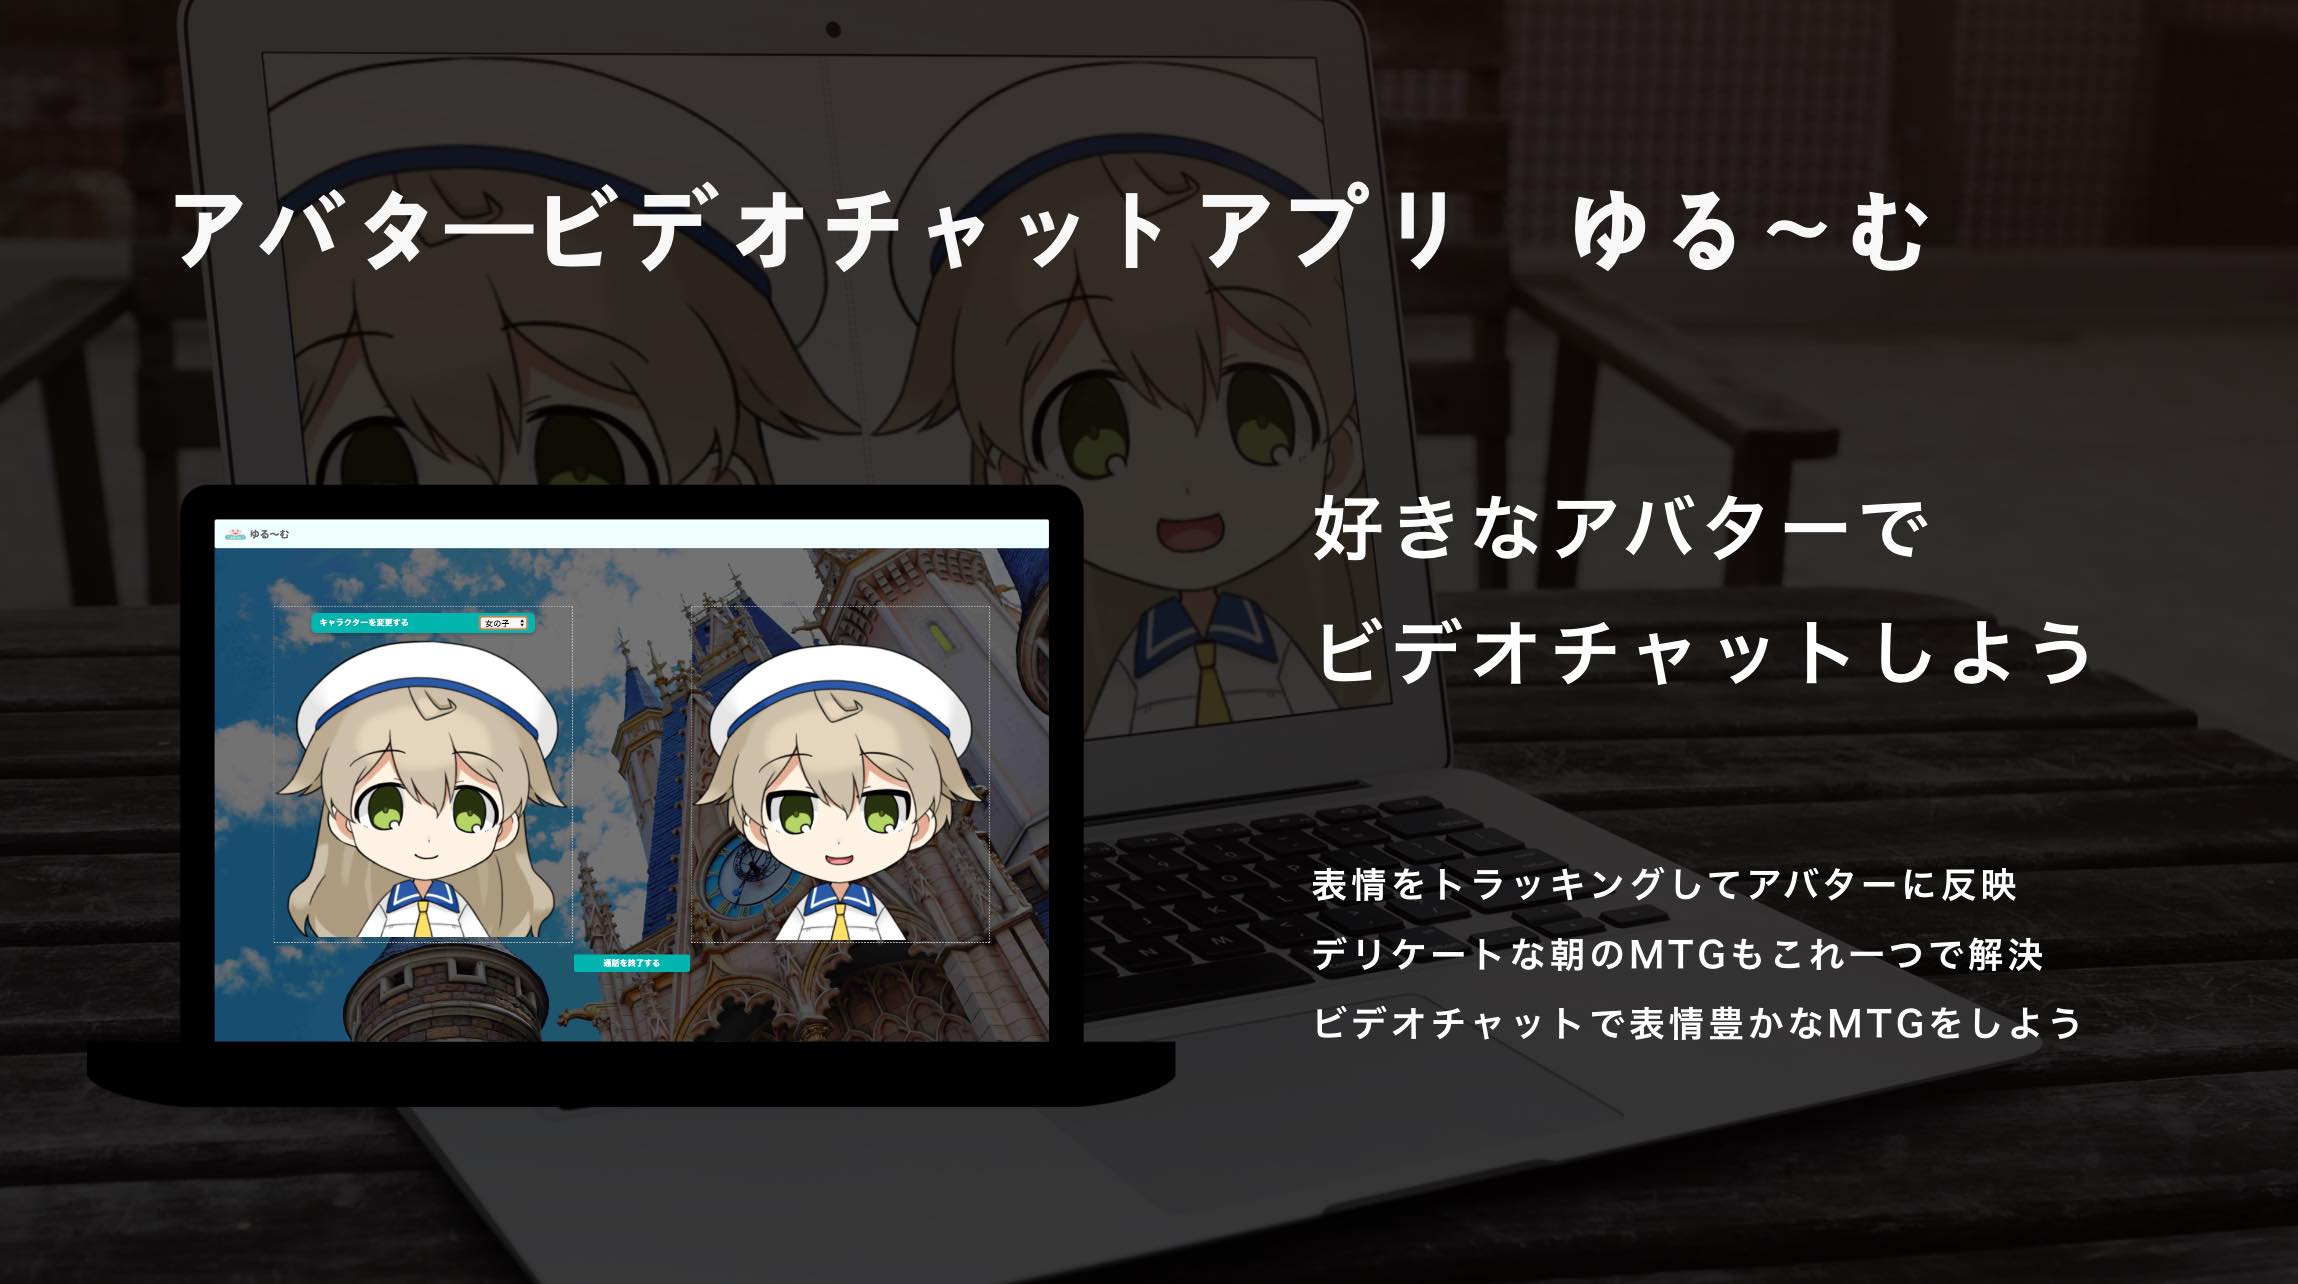 アバタ―ビデオチャットアプリ　ゆる～む
ゆる～む
キャラクターを変更する 女の子
通話を終了する
好きなアバターで
ビデオチャットしよう
表情をトラッキングしてアバターに反映
デリケートな朝のMTGもこれ一つで解決
ビデオチャットで表情豊かなMTGをしよう